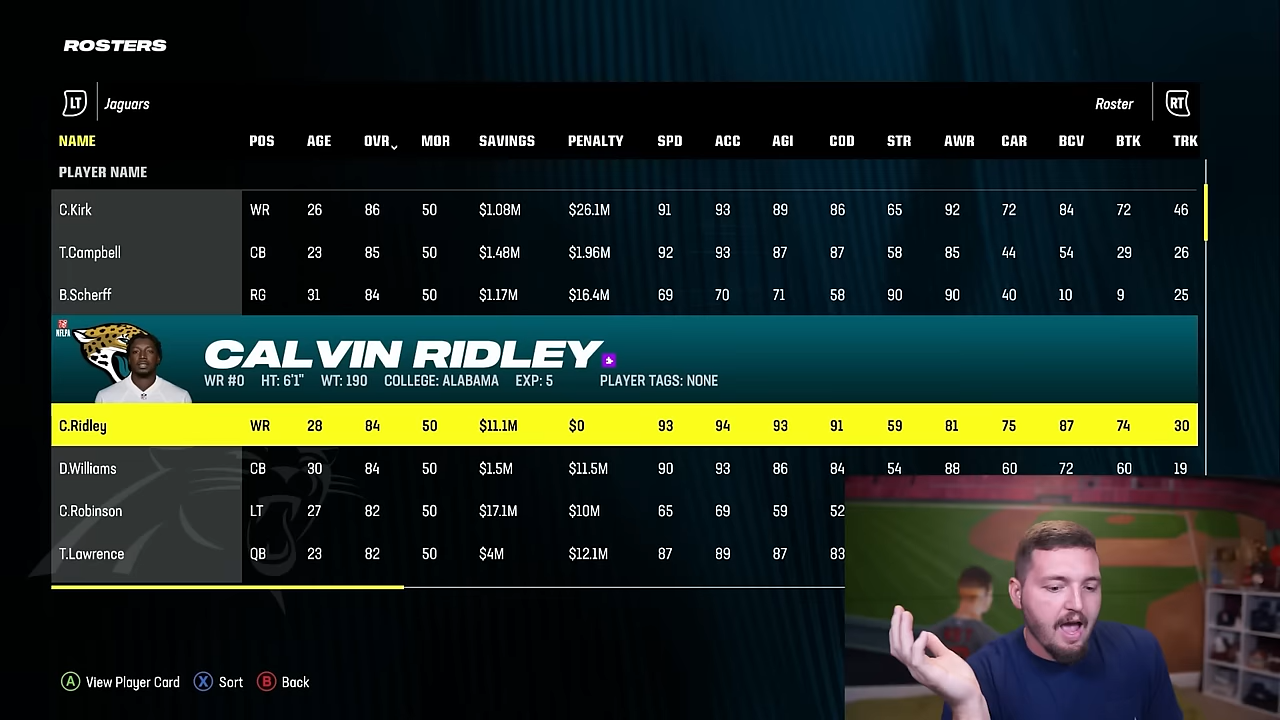 ROSTERS
LT Jaguars Roster RT
NAME POS AGE OVR MOR SAVINGS PENALTY SPD ACC AGI COD STR AWR CAR BCV BTK TRK
PLAYER NAME
C.Kirk WR 26 86 50 $1.08M $26.1M 91 93 89 86 65 92 72 84 72 46
T.Campbell CB 23 85 50 $1.48M $1.96M 92 93 87 87 58 85 44 54 29 26
B.Scherff RG 31 84 50 $1.17M $16.4M 69 70 71 58 90 90 40 10 9 25
NFLPA
CALVIN RIDLEY
WR #0 HT: 6'1" WT: 190 COLLEGE: ALABAMA EXP: 5 PLAYER TAGS: NONE
C.Ridley WR 28 84 50 $11.1M $0 93 94 93 91 59 81 75 87 74 30
D.Williams CB 30 84 50 $1.5M $11.5M 90 93 86 84 54 88 60 72 60 19
C.Robinson LT 27 82 50 $17.1M $10M 65 69 59 52
T.Lawrence QB 23 82 50 $4M $12.1M 87 89 87 83
A View Player Card X Sort B Back